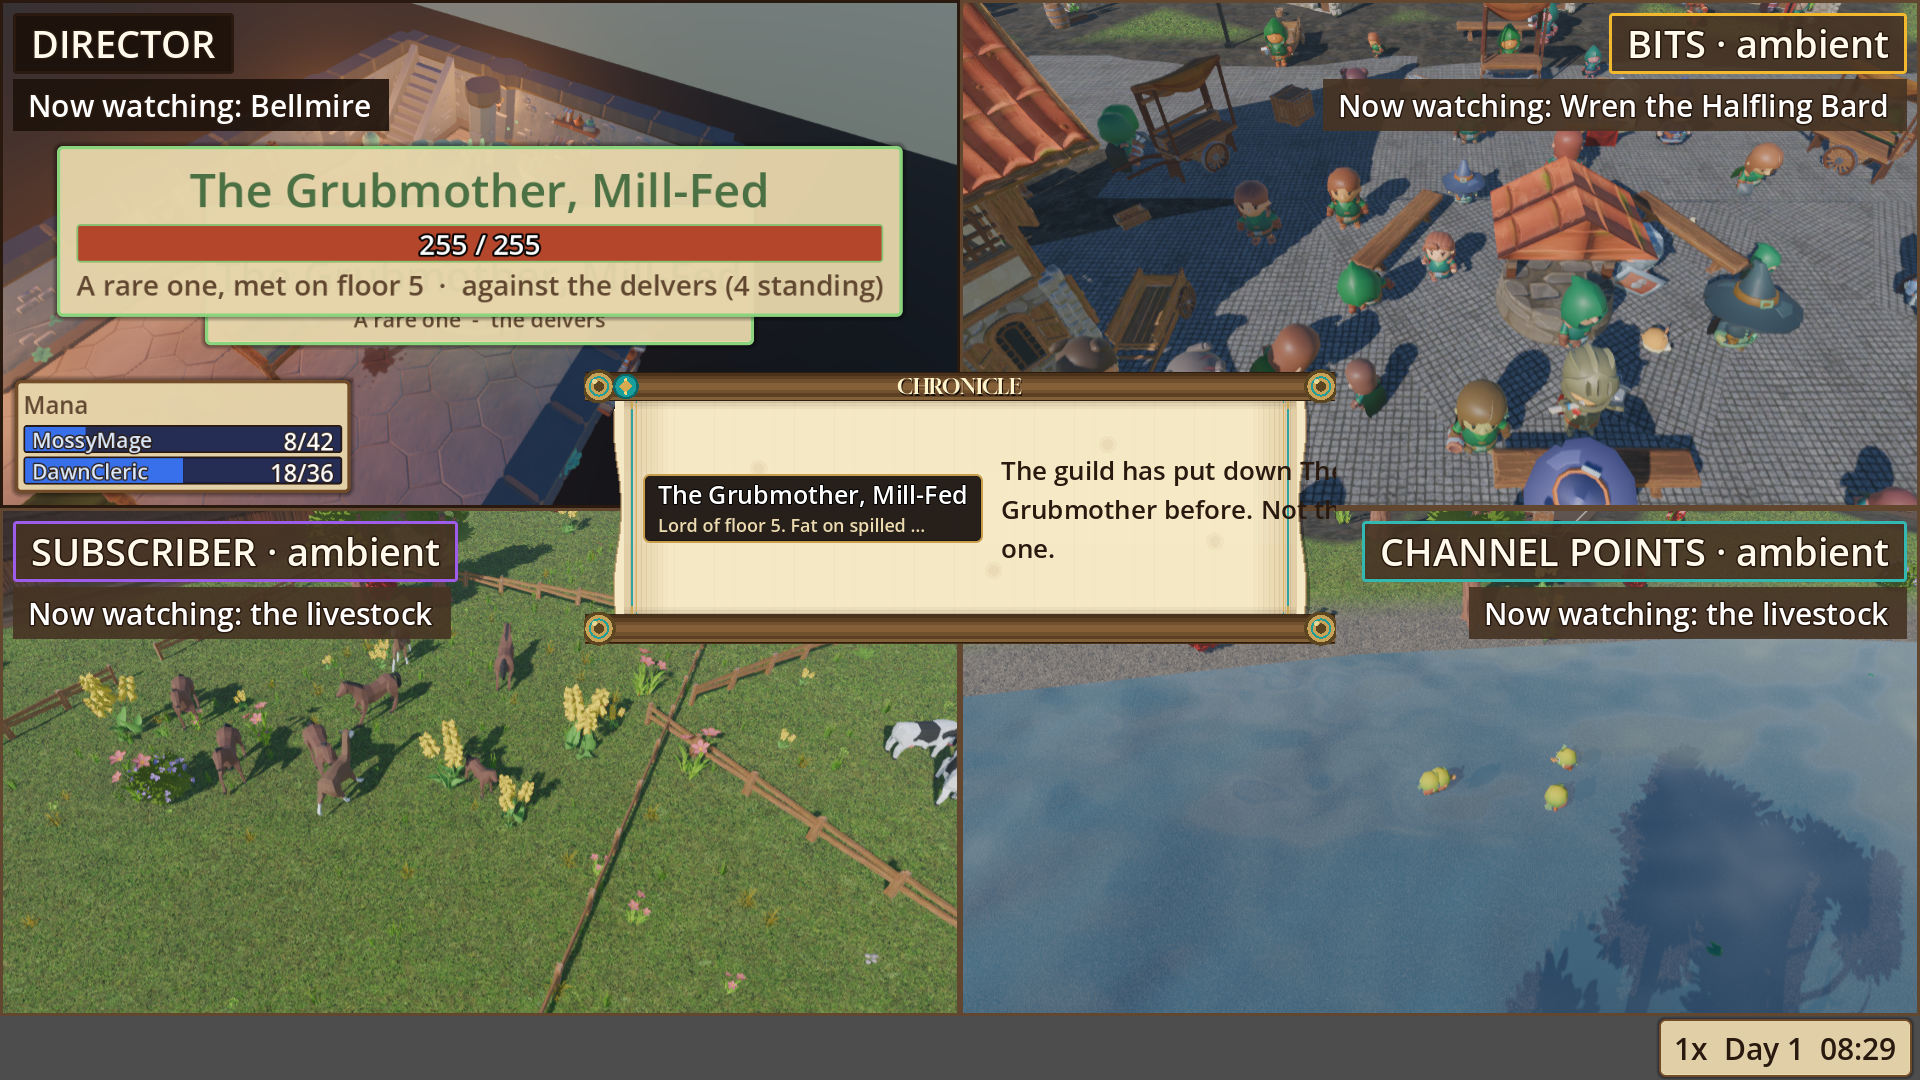 DIRECTOR
Now watching: Bellmire
The Grubmother, Mill-Fed
255 / 255
A rare one, met on floor 5 · against the delvers (4 standing)
A rare one - the delvers
Mana
MossyMage 8/42
DawnCleric 18/36
BITS · ambient
Now watching: Wren the Halfling Bard
CHRONICLE
The Grubmother, Mill-Fed
Lord of floor 5. Fat on spilled ...
The guild has put down
Grubmother before. Not
one.
SUBSCRIBER · ambient
Now watching: the livestock
CHANNEL POINTS · ambient
Now watching: the livestock
1x Day 1 08:29